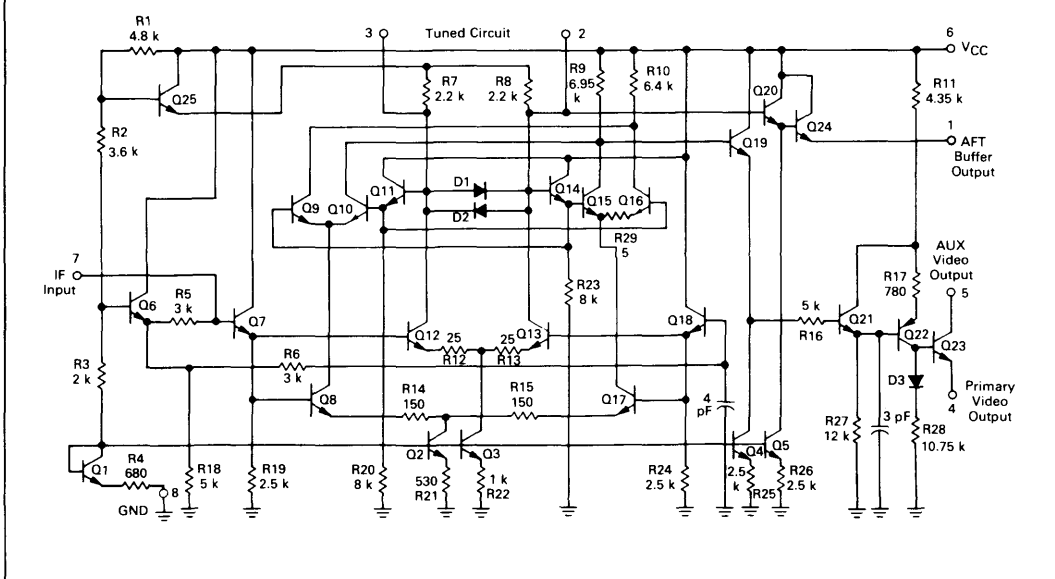 R1
4.8 k
3 Tuned Circuit 2
6
VCC
R7
2.2 k
R8
2.2 k
R9
6.95
k
R10
6.4 k
R11
4.35 k
Q25
Q20
Q24
Q19
1
AFT
Buffer
Output
R2
3.6 k
D1
D2
Q9
Q10
Q11
Q14
Q15
Q16
R29
5
7
IF
Input
R5
3 k
Q6
Q7
R23
8 k
AUX
Video
Output
5
R17
780
Q12
25
R12
25
R13
Q13
Q18
5 k
R16
Q21
Q22
Q23
R3
2 k
R6
3 k
D3
4
Primary
Video
Output
Q8
R14
150
R15
150
Q17
4
pF
R27
12 k
3 pF
R28
10.75 k
Q1
R4
680
8
GND
R18
5 k
R19
2.5 k
R20
8 k
Q2
530
R21
Q3
1 k
R22
R24
2.5 k
Q4
2.5
k
R25
Q5
R26
2.5 k